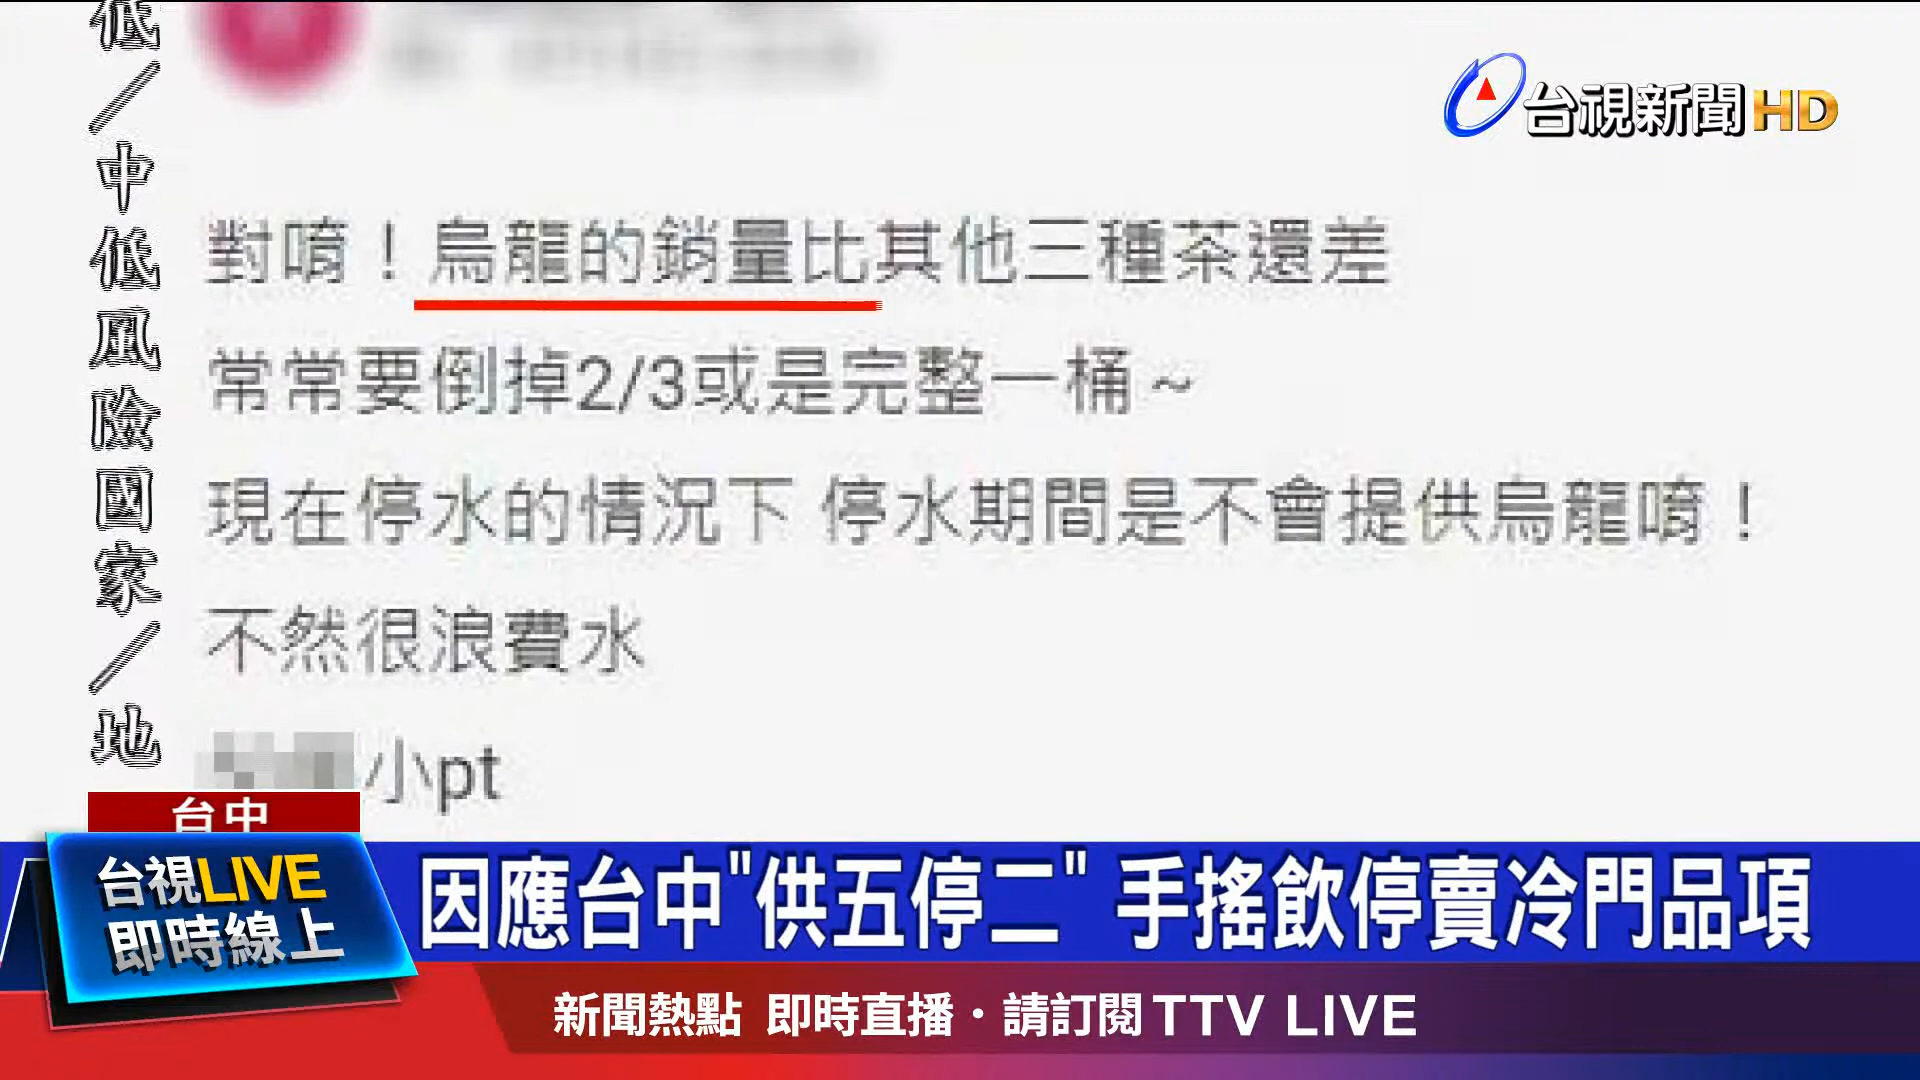 低／中低風險國家／地
台視新聞HD
對唷！烏龍的銷量比其他三種茶還差
常常要倒掉2/3或是完整一桶～
現在停水的情況下 停水期間是不會提供烏龍唷！
不然很浪費水
小pt
台中
台視LIVE
即時線上
因應台中"供五停二" 手搖飲停賣冷門品項
新聞熱點 即時直播・請訂閱TTV LIVE